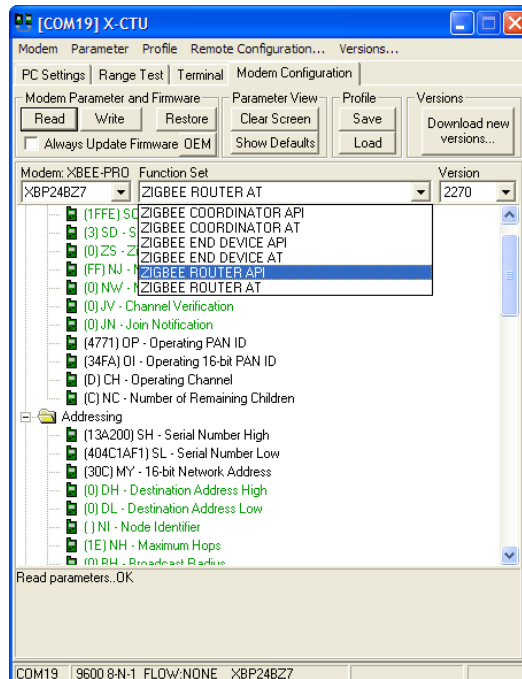 [COM19] X-CTU
Modem Parameter Profile Remote Configuration... Versions...
PC Settings Range Test Terminal Modem Configuration
Modem Parameter and Firmware Parameter View Profile Versions
Read Write Restore Clear Screen Save Download new versions...
Always Update Firmware OEM Show Defaults Load
Modem: XBEE-PRO Function Set Version
XBP24BZ7 ZIGBEE ROUTER AT 2270
ZIGBEE COORDINATOR API
ZIGBEE COORDINATOR AT
ZIGBEE END DEVICE API
ZIGBEE END DEVICE AT
ZIGBEE ROUTER API
ZIGBEE ROUTER AT
(1FFE) SC
(3) SD - S
(0) ZS - Zi
(FF) NJ -
(0) NW -
(0) JV - Channel Verification
(0) JN - Join Notification
(4771) OP - Operating PAN ID
(34FA) OI - Operating 16-bit PAN ID
(D) CH - Operating Channel
(C) NC - Number of Remaining Children
Addressing
(13A200) SH - Serial Number High
(404C1AF1) SL - Serial Number Low
(30C) MY - 16-bit Network Address
(0) DH - Destination Address High
(0) DL - Destination Address Low
( ) NI - Node Identifier
(1E) NH - Maximum Hops
(0) BH - Broadcast Radius
Read parameters..OK
COM19 9600 8-N-1 FLOW:NONE XBP24BZ7